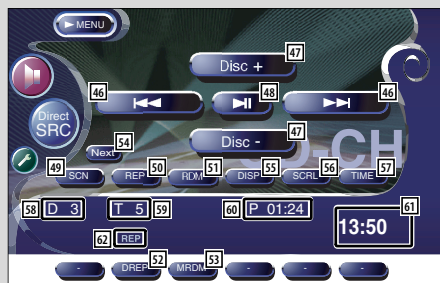 ►MENU
47
Disc +
46 48 46
|◄◄ ►|| ►►|
Direct
SRC
47
Disc -
CD-CH
54
Next
49 50 51 55 56 57
SCN REP RDM DISP SCRL TIME
58 D 3 T 5 59 60 P 01:24 61
13:50
62 REP
52 53
- DREP MRDM - - -